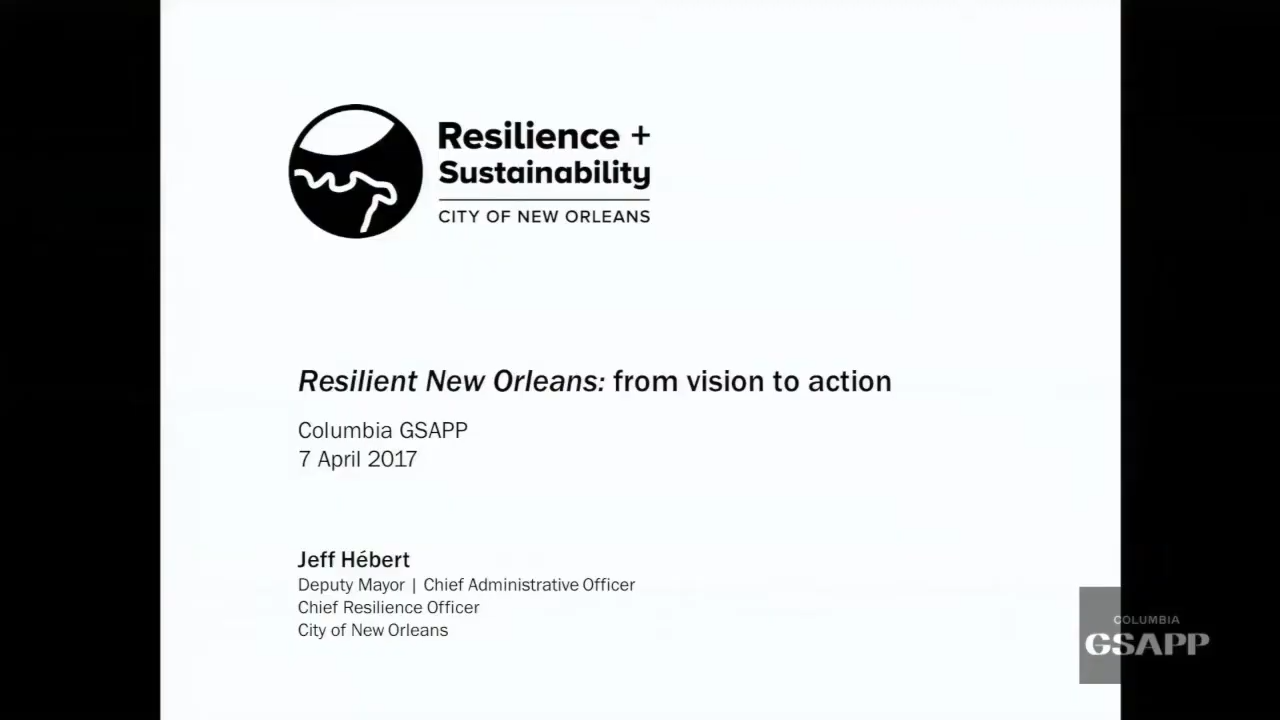 Resilience +
Sustainability
CITY OF NEW ORLEANS
Resilient New Orleans: from vision to action
Columbia GSAPP
7 April 2017
Jeff Hébert
Deputy Mayor | Chief Administrative Officer
Chief Resilience Officer
City of New Orleans
COLUMBIA
GSAPP